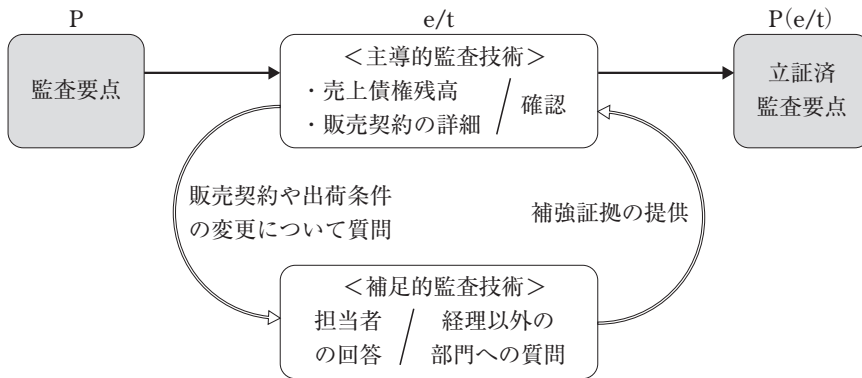 P
e/t
P(e/t)
監査要点
＜主導的監査技術＞
・売上債権残高
・販売契約の詳細
確認
立証済
監査要点
販売契約や出荷条件
の変更について質問
補強証拠の提供
＜補足的監査技術＞
担当者
の回答
経理以外の
部門への質問